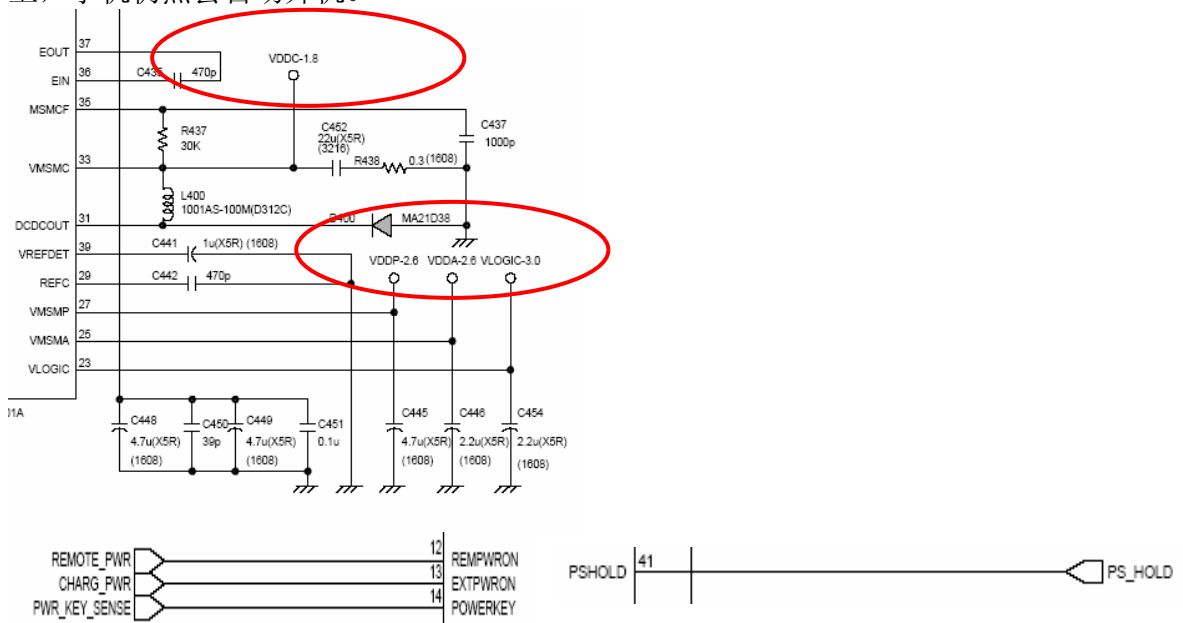 EOUT 37
EIN 36 C435 470p
VDDC-1.8
MSMCF 35
R437
30K
C452
22u(X5R)
(3216)
R438 0.3 (1608)
C437
1000p
VMSMC 33
L400
1001AS-100M(D312C)
DCDCOUT 31
D400 MA21D38
VREFDET 39 C441 1u(X5R) (1608)
VDDP-2.6 VDDA-2.6 VLOGIC-3.0
REFC 29 C442 470p
VMSMP 27
VMSMA 25
VLOGIC 23
01A
C448
4.7u(X5R)
(1608)
C450
39p
C449
4.7u(X5R)
(1608)
C451
0.1u
C445
4.7u(X5R)
(1608)
C446
2.2u(X5R)
(1608)
C454
2.2u(X5R)
(1608)
REMOTE_PWR 12 REMPWRON
CHARG_PWR 13 EXTPWRON
PWR_KEY_SENSE 14 POWERKEY
PSHOLD 41 PS_HOLD